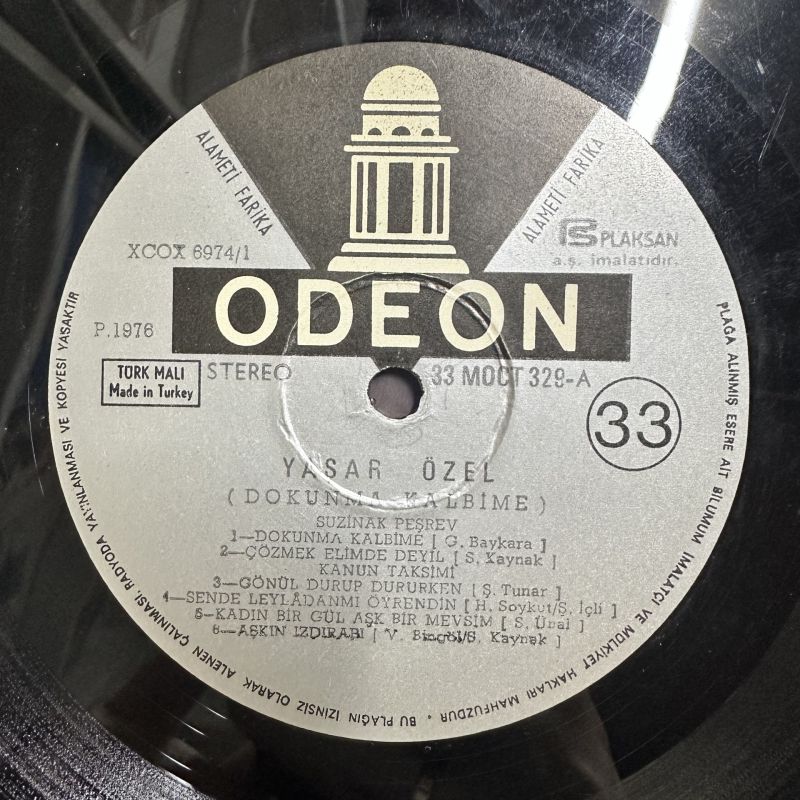 ALAMETİ FARİKA
ALAMETİ FARİKA
XCOX 6974/1
PLAKSAN
a.ş. imalatıdır.
ODEON
P.1976
TÜRK MALI
Made in Turkey
STEREO
33 MOCT 329-A
33
YAŞAR ÖZEL
( DOKUNMA KALBİME )
SUZİNAK PEŞREV
1—DOKUNMA KALBİME [ G. Baykara ]
2—ÇÖZMEK ELİMDE DEYİL [ S. Kaynak ]
KANUN TAKSİMİ
3—GÖNÜL DURUP DURURKEN [ Ş. Tunar ]
4—SENDE LEYLÂDANMI ÖYRENDİN [ H. Soykut/S. İçli ]
5—KADIN BİR GÜL AŞK BİR MEVSİM [ S. Ünal ]
6—AŞKIN IZDIRABI [ V. Bingöl/S. Kaynak ]
PLAĞA ALINMIŞ ESERE AİT BİLUMUM İMALATÇI VE MÜLKİYET HAKLARI MAHFUZDUR • BU PLAĞIN İZİNSİZ OLARAK ALENEN ÇALINMASI, RADYODA YAYINLANMASI VE KOPYESİ YASAKTIR